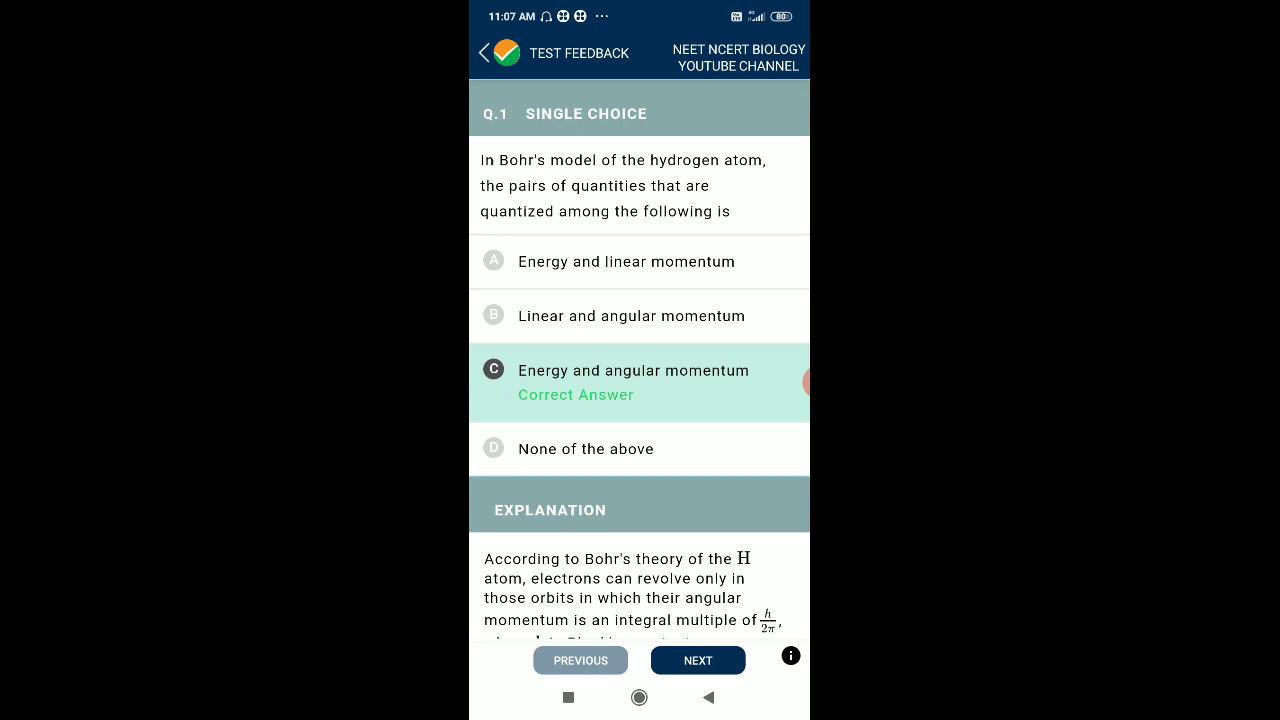 11:07 AM
80
TEST FEEDBACK
NEET NCERT BIOLOGY
YOUTUBE CHANNEL
Q.1 SINGLE CHOICE
In Bohr's model of the hydrogen atom,
the pairs of quantities that are
quantized among the following is
A Energy and linear momentum
B Linear and angular momentum
C Energy and angular momentum
Correct Answer
D None of the above
EXPLANATION
According to Bohr's theory of the H
atom, electrons can revolve only in
those orbits in which their angular
momentum is an integral multiple of h/2π,
PREVIOUS
NEXT